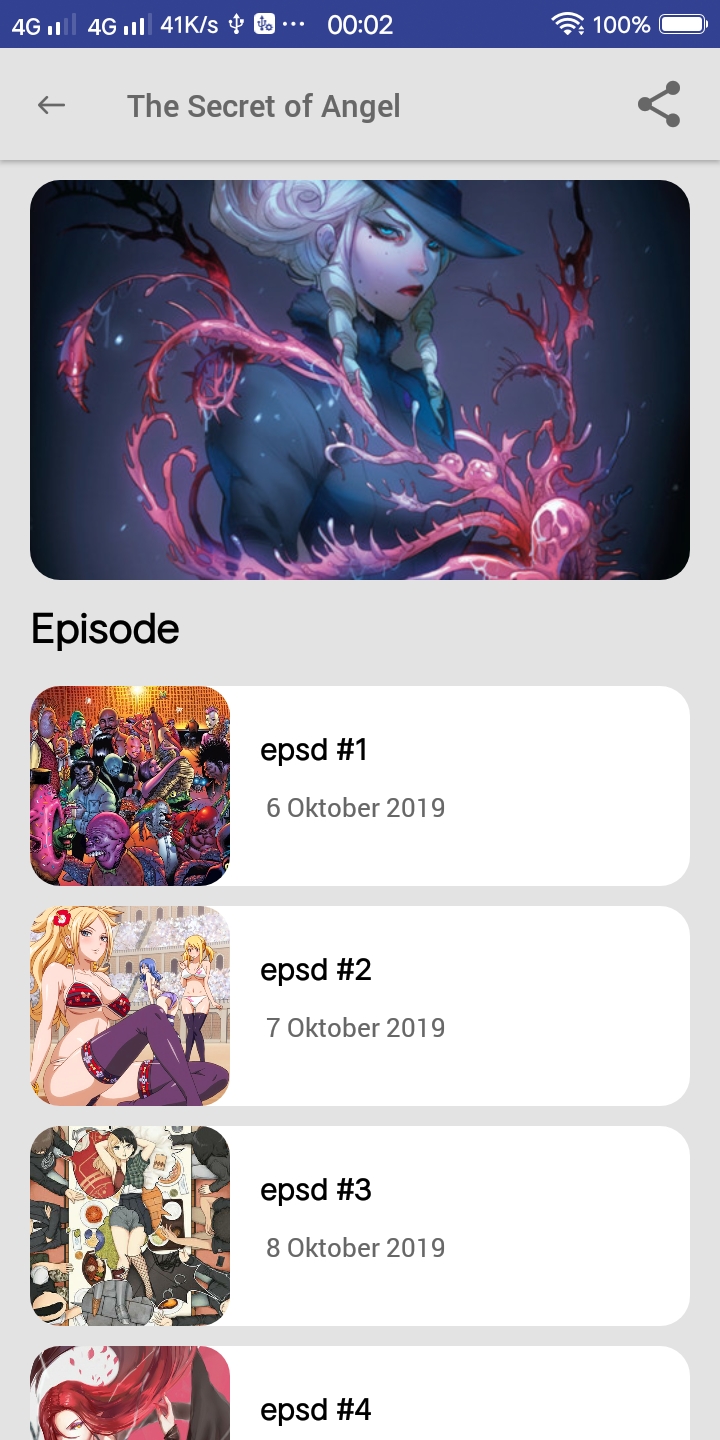 4G 4G 41K/s ··· 00:02 100%
The Secret of Angel
Episode
epsd #1
6 Oktober 2019
epsd #2
7 Oktober 2019
epsd #3
8 Oktober 2019
epsd #4